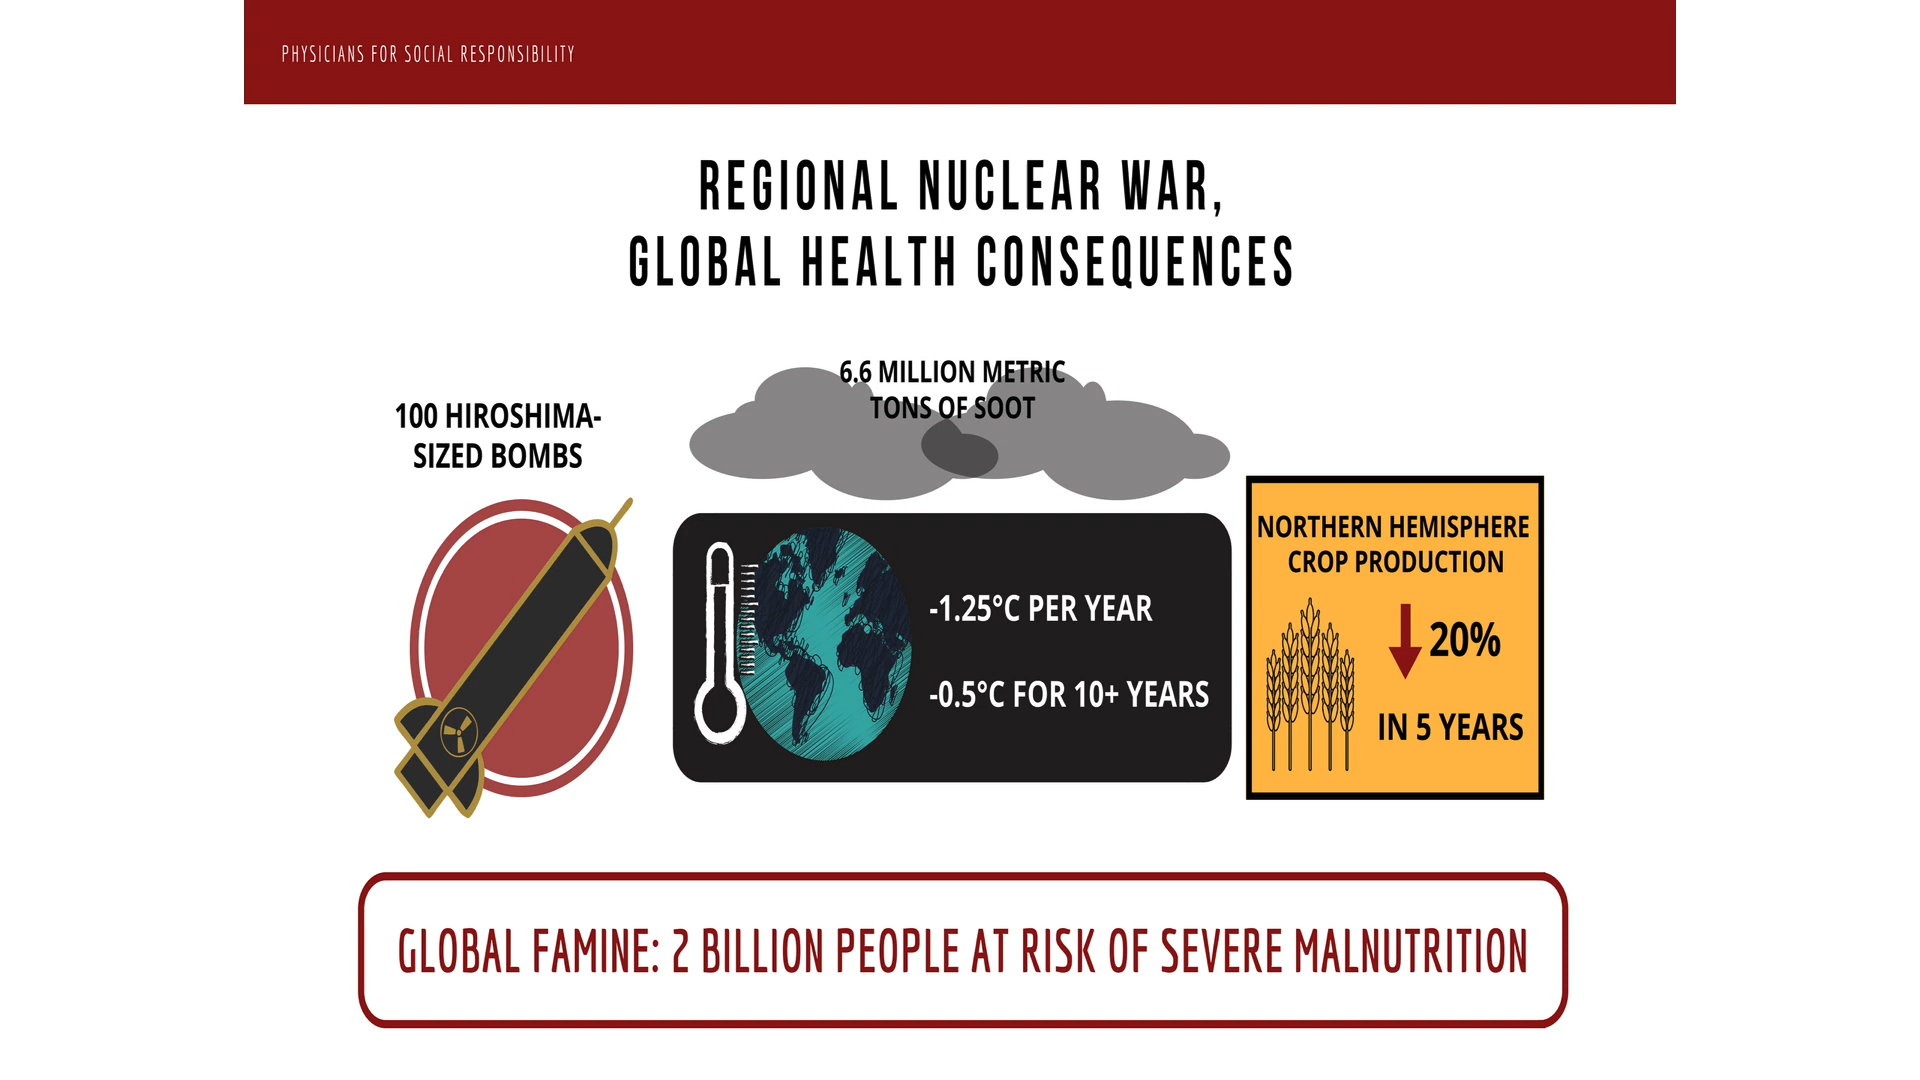 PHYSICIANS FOR SOCIAL RESPONSIBILITY
REGIONAL NUCLEAR WAR,
GLOBAL HEALTH CONSEQUENCES
6.6 MILLION METRIC
TONS OF SOOT
100 HIROSHIMA-
SIZED BOMBS
-1.25°C PER YEAR
-0.5°C FOR 10+ YEARS
NORTHERN HEMISPHERE
CROP PRODUCTION
20%
IN 5 YEARS
GLOBAL FAMINE: 2 BILLION PEOPLE AT RISK OF SEVERE MALNUTRITION